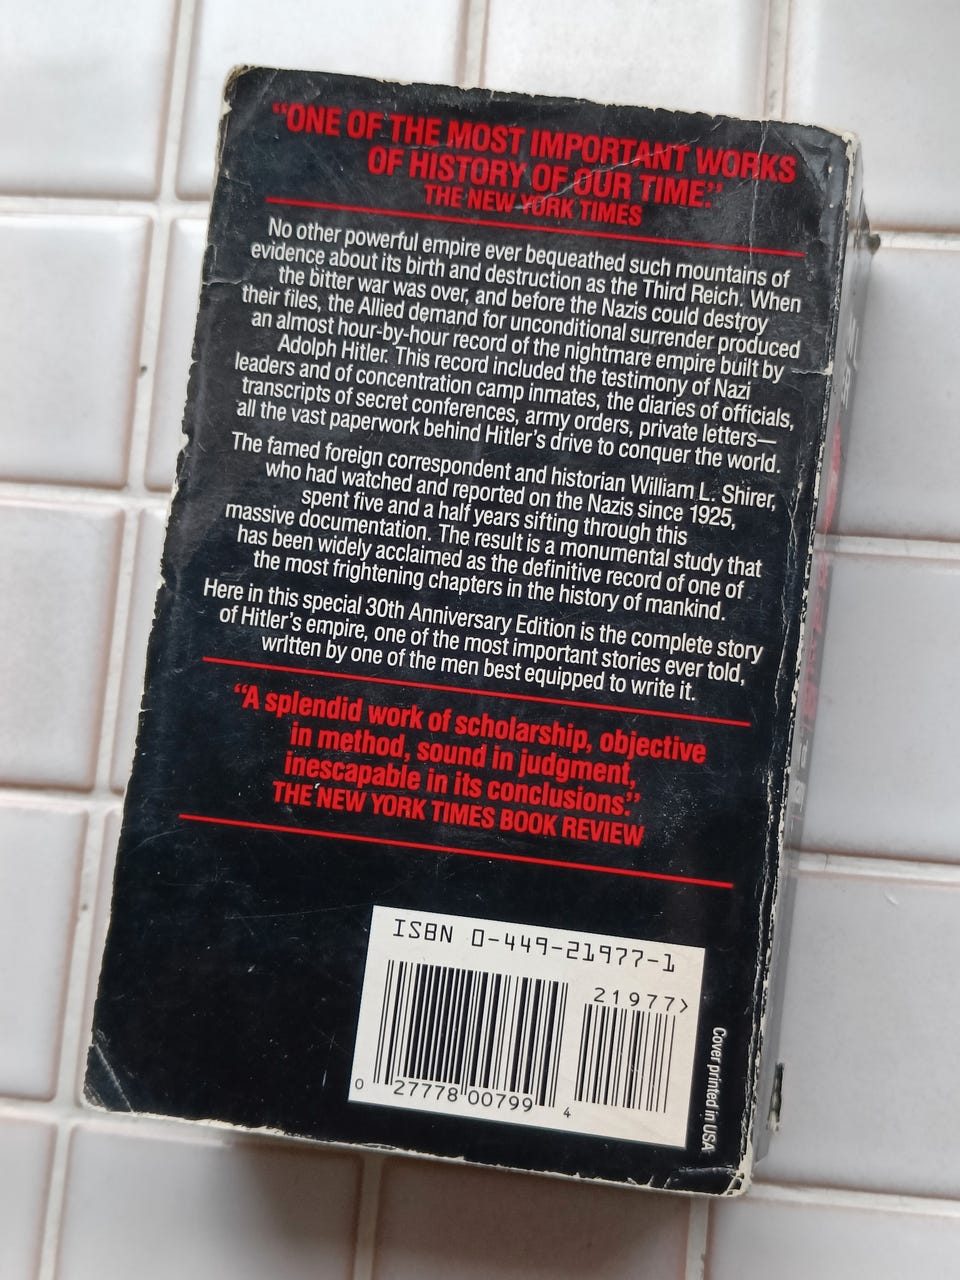 “ONE OF THE MOST IMPORTANT WORKS
OF HISTORY OF OUR TIME.”
THE NEW YORK TIMES
No other powerful empire ever bequeathed such mountains of
evidence about its birth and destruction as the Third Reich. When
the bitter war was over, and before the Nazis could destroy
their files, the Allied demand for unconditional surrender produced
an almost hour-by-hour record of the nightmare empire built by
Adolph Hitler. This record included the testimony of Nazi
leaders and of concentration camp inmates, the diaries of officials,
transcripts of secret conferences, army orders, private letters—
all the vast paperwork behind Hitler's drive to conquer the world.
The famed foreign correspondent and historian William L. Shirer,
who had watched and reported on the Nazis since 1925,
spent five and a half years sifting through this
massive documentation. The result is a monumental study that
has been widely acclaimed as the definitive record of one of
the most frightening chapters in the history of mankind.
Here in this special 30th Anniversary Edition is the complete story
of Hitler's empire, one of the most important stories ever told,
written by one of the men best equipped to write it.
“A splendid work of scholarship, objective
in method, sound in judgment,
inescapable in its conclusions.”
THE NEW YORK TIMES BOOK REVIEW
ISBN 0-449-21977-1
21977>
0 27778 00799 4
Cover printed in USA